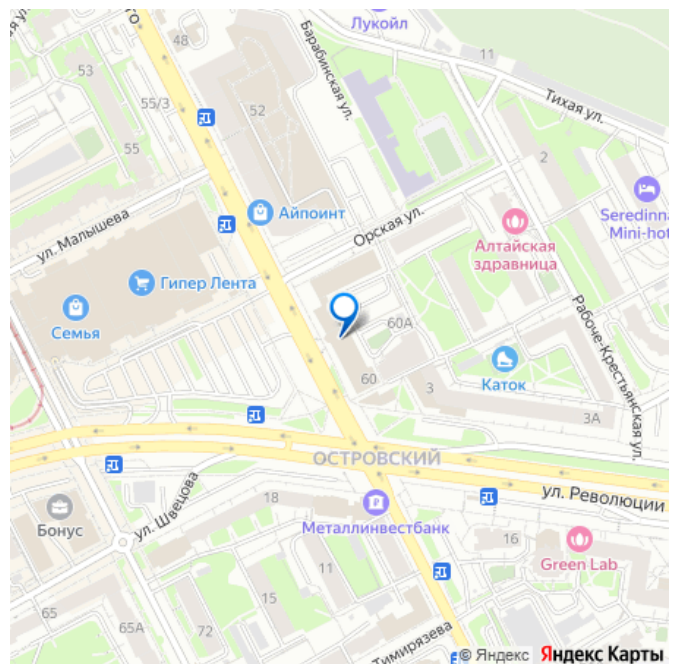 Лукойл
48
11
53
Барабинская ул.
55/3
52
Тихая ул.
55
2
Seredinna
Mini-hot
ул. Малышева
Айпоинт
Орская ул.
Алтайская
здравница
Гипер Лента
Семья
60А
Рабоче-Крестьянская ул.
Каток
60
3
3А
ОСТРОВСКИЙ
ул. Революции
18
ул. Швецова
Металлинвестбанк
Бонус
16
Green Lab
11
15
65
65А
72
Тимирязева
© Яндекс Яндекс Карты